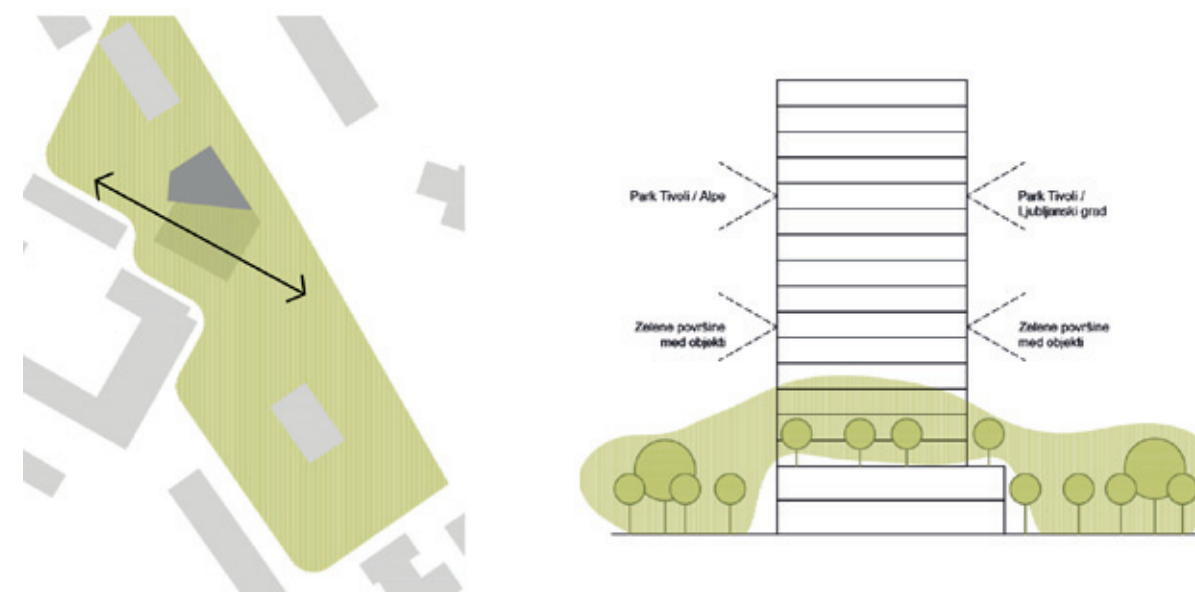 Park Tivoli / Alpe
Park Tivoli /
Ljubljanski grad
Zelene površine
med objekti
Zelene površine
med objekti